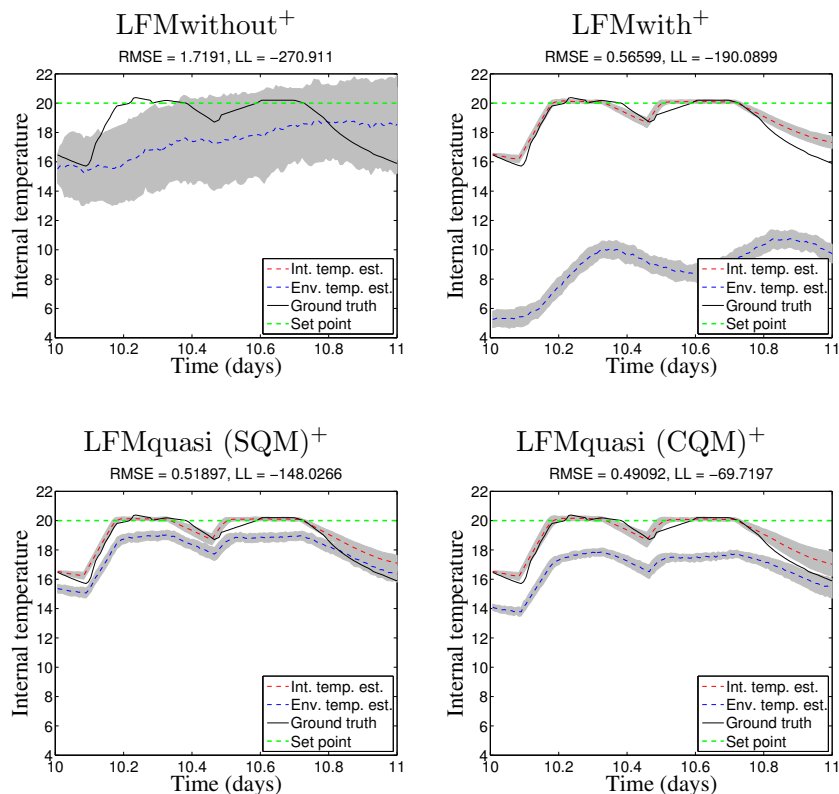 LFMwithout+
RMSE = 1.7191, LL = −270.911
22
20
18
16
14
12
10
8
6
4
Internal temperature
Int. temp. est.
Env. temp. est.
Ground truth
Set point
10 10.2 10.4 10.6 10.8 11
Time (days)
LFMwith+
RMSE = 0.56599, LL = −190.0899
22
20
18
16
14
12
10
8
6
4
Internal temperature
Int. temp. est.
Env. temp. est.
Ground truth
Set point
10 10.2 10.4 10.6 10.8 11
Time (days)
LFMquasi (SQM)+
RMSE = 0.51897, LL = −148.0266
22
20
18
16
14
12
10
8
6
4
Internal temperature
Int. temp. est.
Env. temp. est.
Ground truth
Set point
10 10.2 10.4 10.6 10.8 11
Time (days)
LFMquasi (CQM)+
RMSE = 0.49092, LL = −69.7197
22
20
18
16
14
12
10
8
6
4
Internal temperature
Int. temp. est.
Env. temp. est.
Ground truth
Set point
10 10.2 10.4 10.6 10.8 11
Time (days)